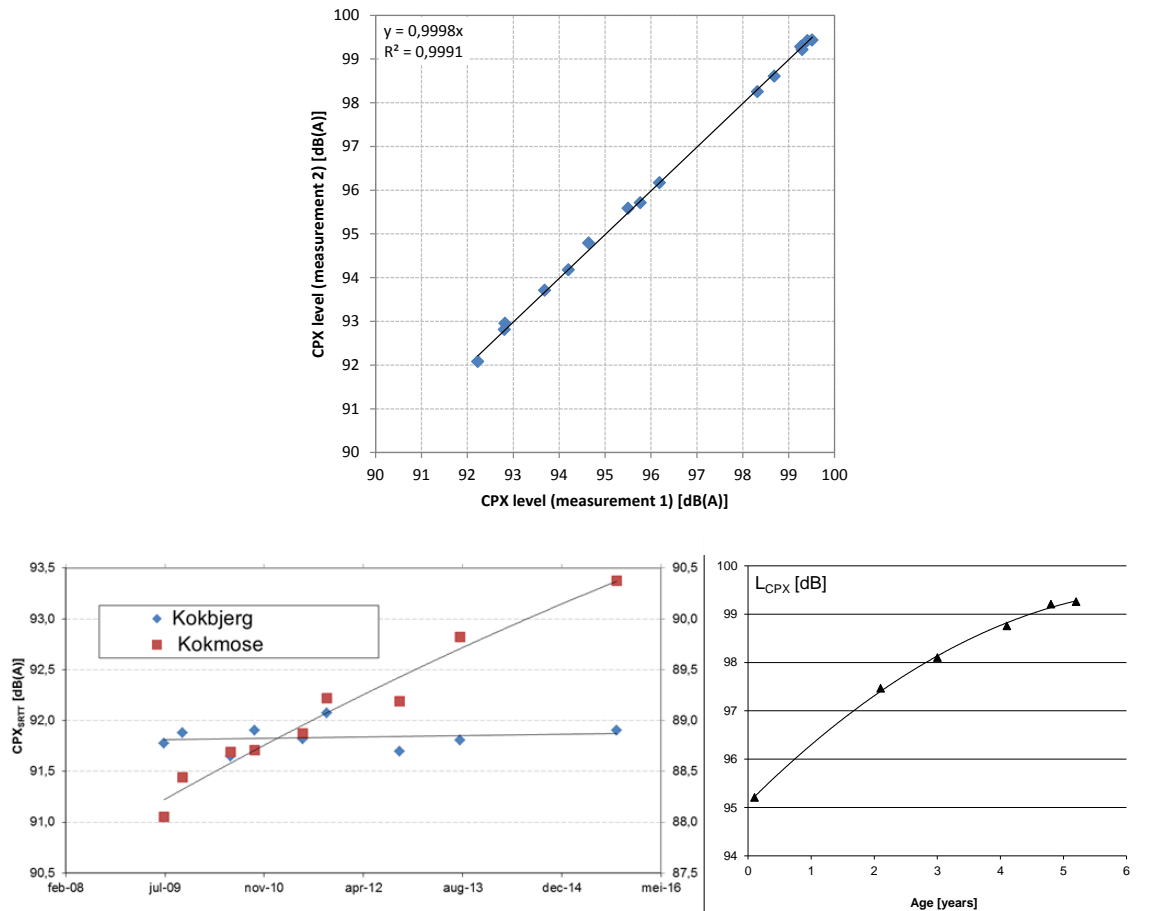 y = 0,9998x
R² = 0,9991
100
99
98
97
96
95
94
93
92
91
90
CPX level (measurement 2) [dB(A)]
90 91 92 93 94 95 96 97 98 99 100
CPX level (measurement 1) [dB(A)]
93,5
93,0
92,5
92,0
91,5
91,0
90,5
CPX_SRTT [dB(A)]
Kokbjerg
Kokmose
90,5
90,0
89,5
89,0
88,5
88,0
87,5
feb-08 jul-09 nov-10 apr-12 aug-13 dec-14 mei-16
L_CPX [dB]
100
99
98
97
96
95
94
0 1 2 3 4 5 6
Age [years]